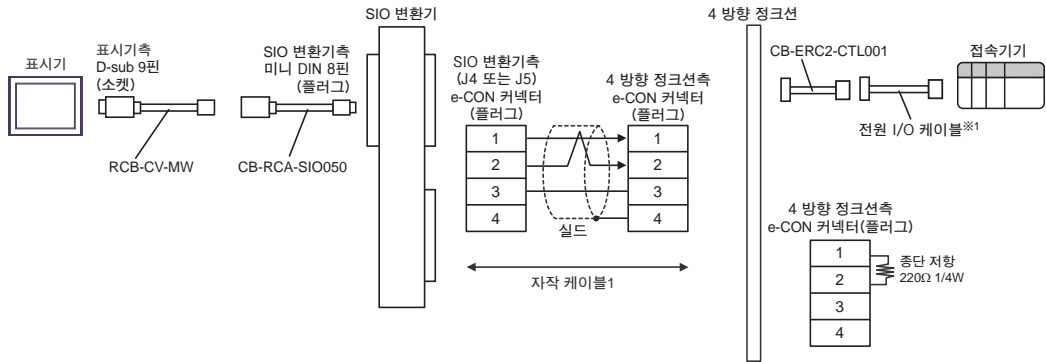 SIO 변환기
4 방향 정크션
표시기
표시기측
D-sub 9핀
(소켓)
SIO 변환기측
미니 DIN 8핀
(플러그)
SIO 변환기측
(J4 또는 J5)
e-CON 커넥터
(플러그)
4 방향 정크션측
e-CON 커넥터
(플러그)
CB-ERC2-CTL001
접속기기
RCB-CV-MW
CB-RCA-SIO050
전원 I/O 케이블※1
1
2
3
4
1
2
3
4
실드
자작 케이블1
4 방향 정크션측
e-CON 커넥터(플러그)
1
2
3
4
종단 저항
220Ω 1/4W